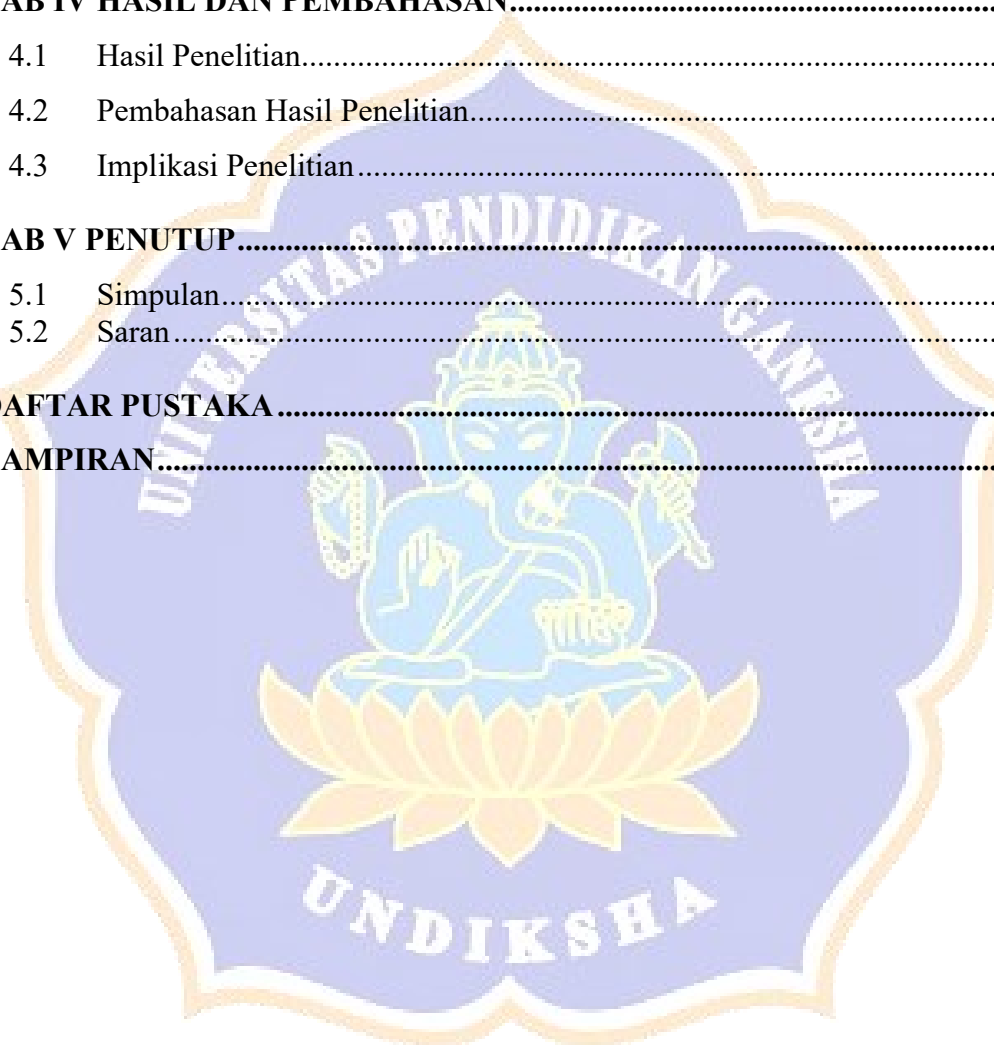 AB IV HASIL DAN PEMBAHASAN
4.1 Hasil Penelitian
4.2 Pembahasan Hasil Penelitian
4.3 Implikasi Penelitian
AB V PENUTUP
5.1 Simpulan
5.2 Saran
DAFTAR PUSTAKA
AMPIRAN
UNIVERSITAS PENDIDIKAN GANESHA
UNDIKSHA